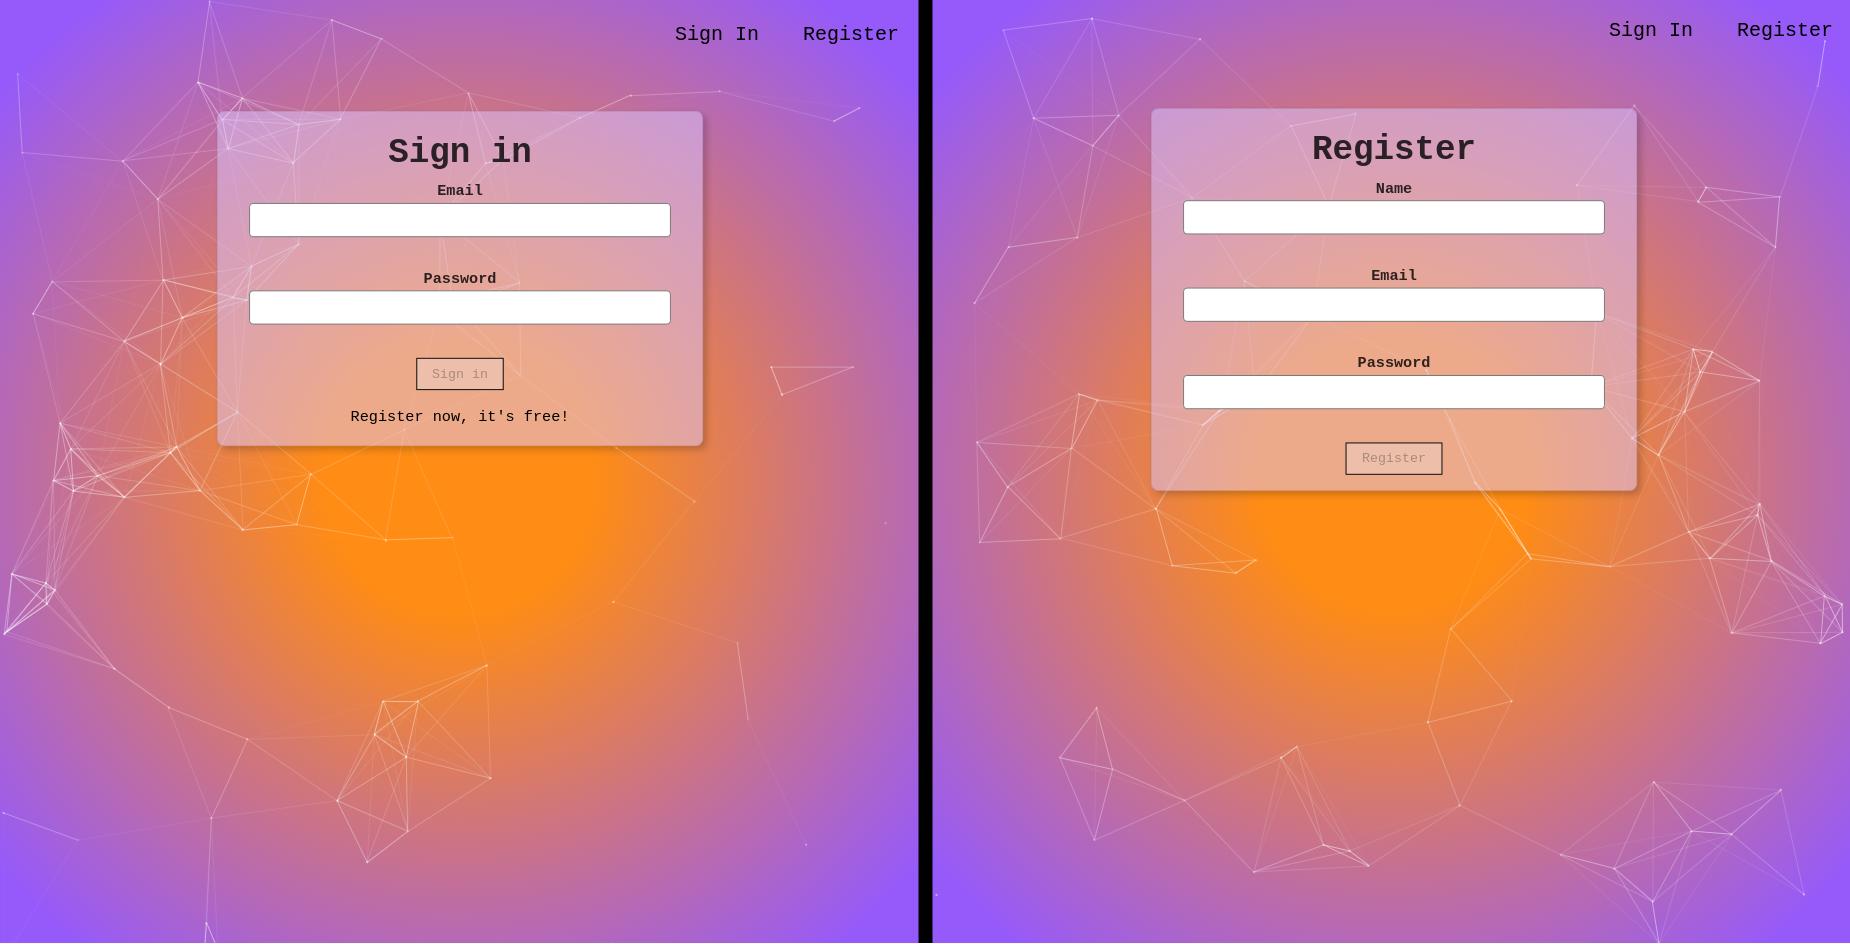 Sign In Register
Sign in
Email
Password
Sign in
Register now, it's free!
Sign In Register
Register
Name
Email
Password
Register